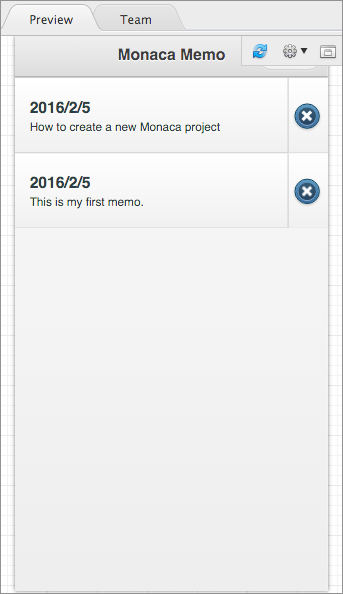 Preview
Team
Monaca Memo
2016/2/5
How to create a new Monaca project
2016/2/5
This is my first memo.